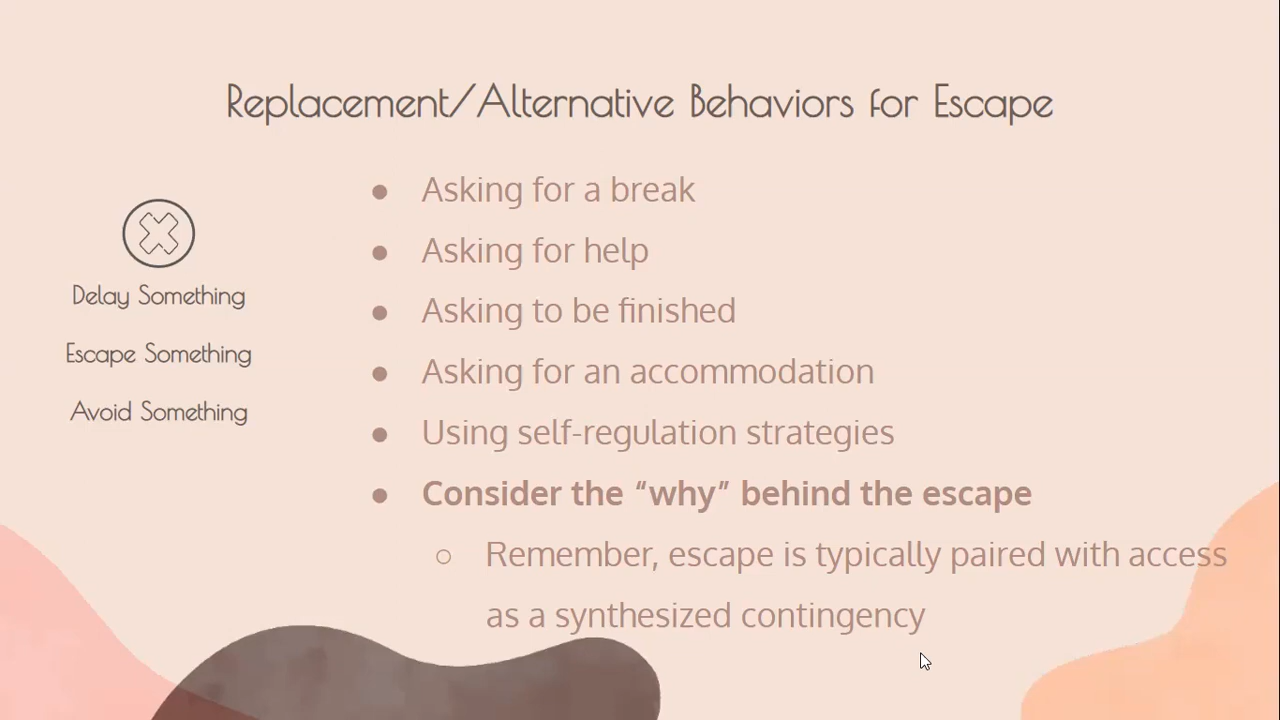 Replacement/Alternative Behaviors for Escape
Delay Something
Escape Something
Avoid Something
● Asking for a break
● Asking for help
● Asking to be finished
● Asking for an accommodation
● Using self-regulation strategies
● Consider the “why” behind the escape
○ Remember, escape is typically paired with access
as a synthesized contingency